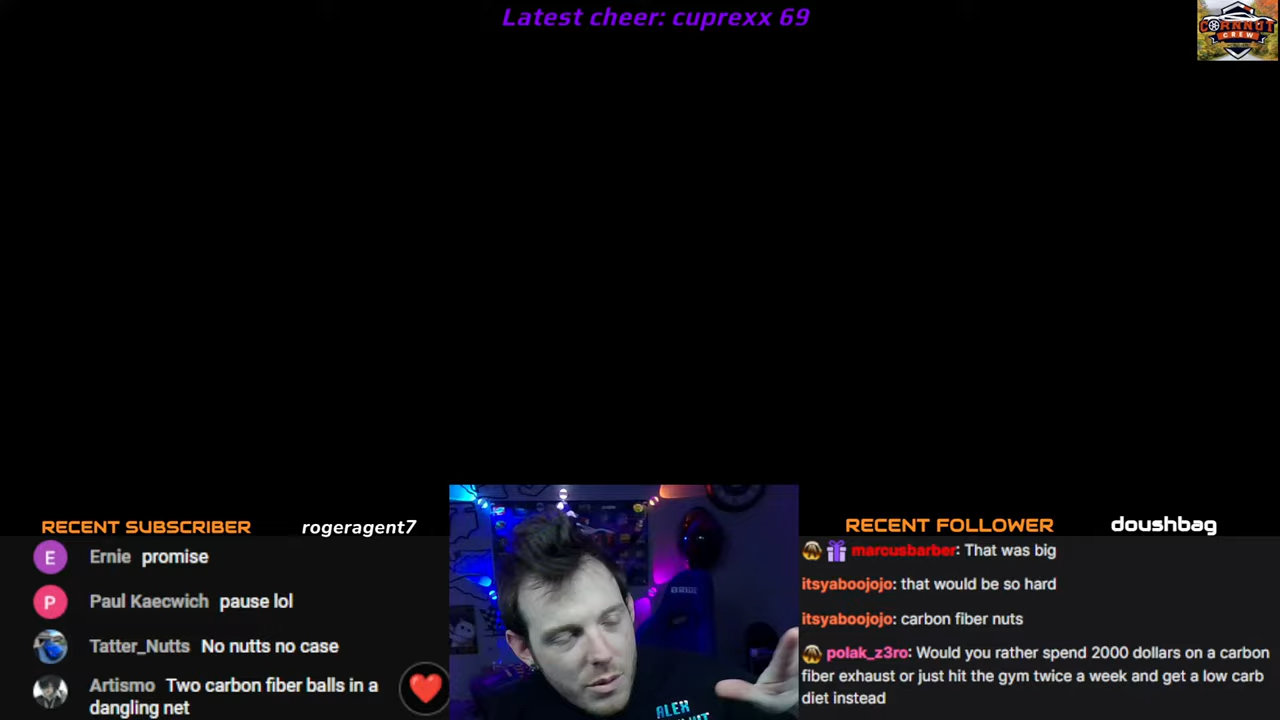 Latest cheer: cuprexx 69
CORNNUT
CREW
RECENT SUBSCRIBER rogeragent7
RECENT FOLLOWER doushbag
E Ernie promise
P Paul Kaecwich pause lol
Tatter_Nutts No nutts no case
Artismo Two carbon fiber balls in a
dangling net
marcusbarber: That was big
itsyaboojojo: that would be so hard
itsyaboojojo: carbon fiber nuts
polak_z3ro: Would you rather spend 2000 dollars on a carbon
fiber exhaust or just hit the gym twice a week and get a low carb
diet instead
ALEX